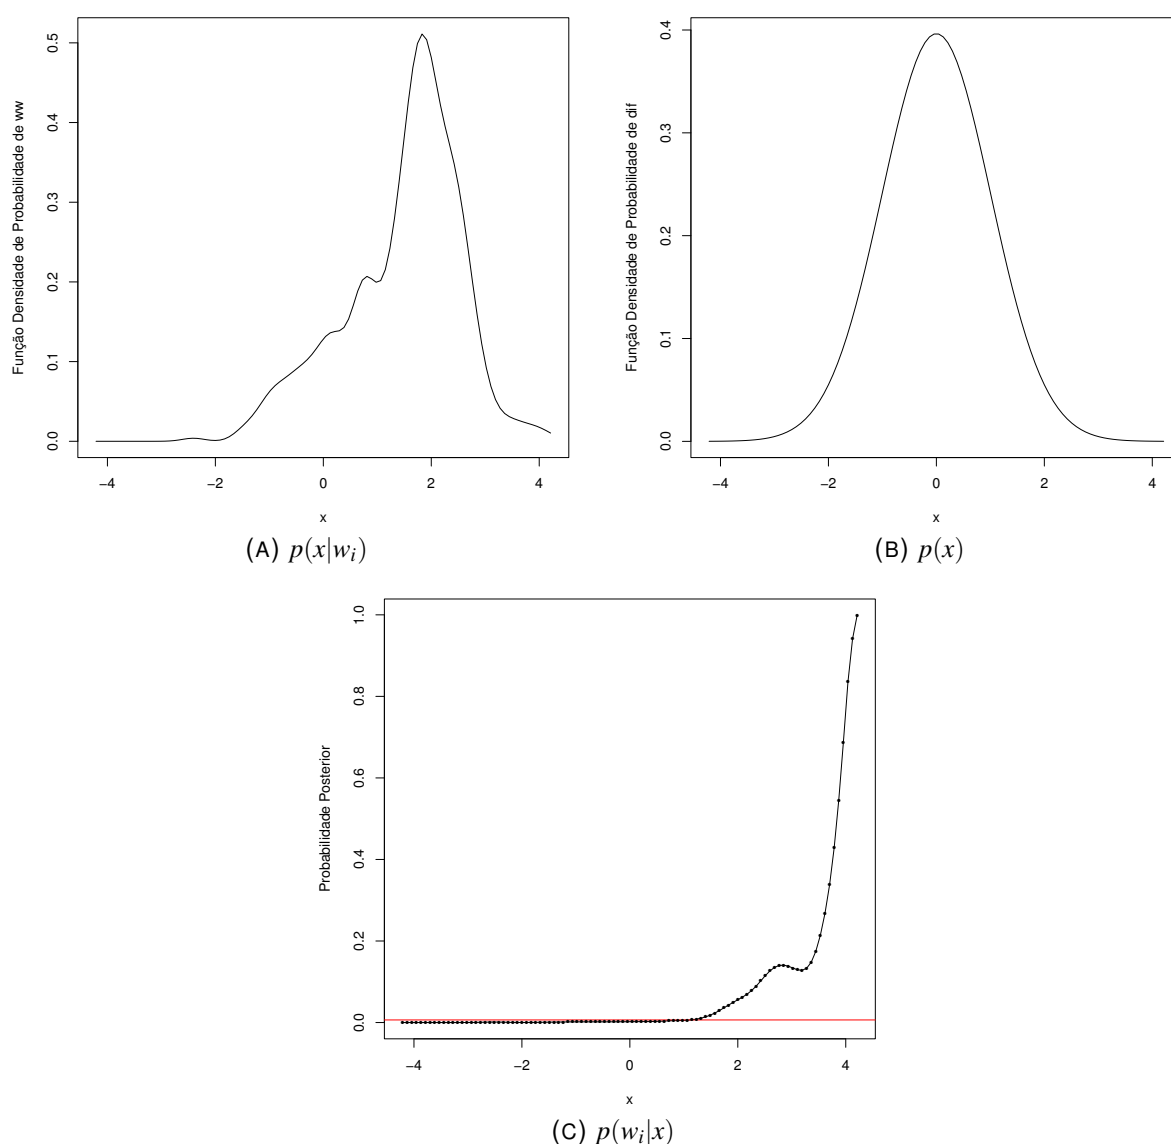 Função Densidade de Probabilidade de ww
0.0
0.1
0.2
0.3
0.4
0.5
−4 −2 0 2 4
x
(A) p(x|w_i)
Função Densidade de Probabilidade de dif
0.0
0.1
0.2
0.3
0.4
−4 −2 0 2 4
x
(B) p(x)
Probabilidade Posterior
0.0
0.2
0.4
0.6
0.8
1.0
−4 −2 0 2 4
x
(C) p(w_i|x)